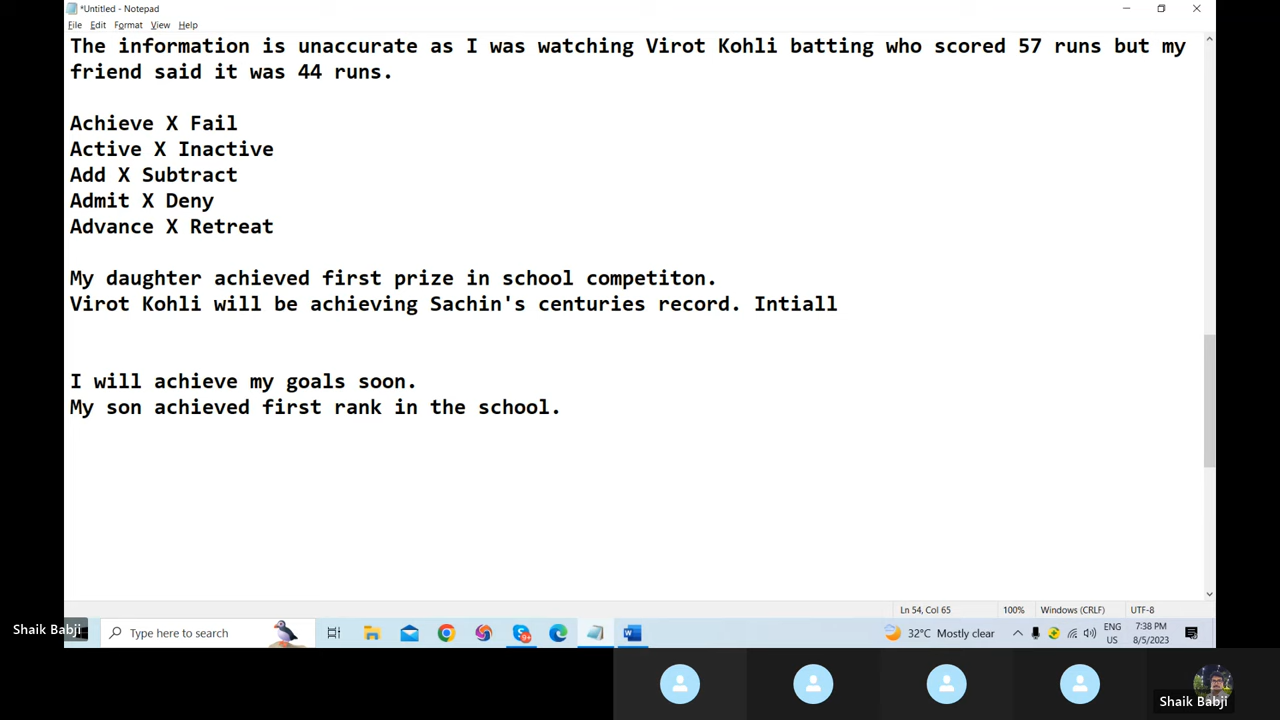 *Untitled - Notepad
File Edit Format View Help
The information is unaccurate as I was watching Virot Kohli batting who scored 57 runs but my
friend said it was 44 runs.
Achieve X Fail
Active X Inactive
Add X Subtract
Admit X Deny
Advance X Retreat
My daughter achieved first prize in school competiton.
Virot Kohli will be achieving Sachin's centuries record. Intiall
I will achieve my goals soon.
My son achieved first rank in the school.
Ln 54, Col 65 100% Windows (CRLF) UTF-8
Shaik Babji
Type here to search
32°C Mostly clear
ENG
US
7:38 PM
8/5/2023
Shaik Babji